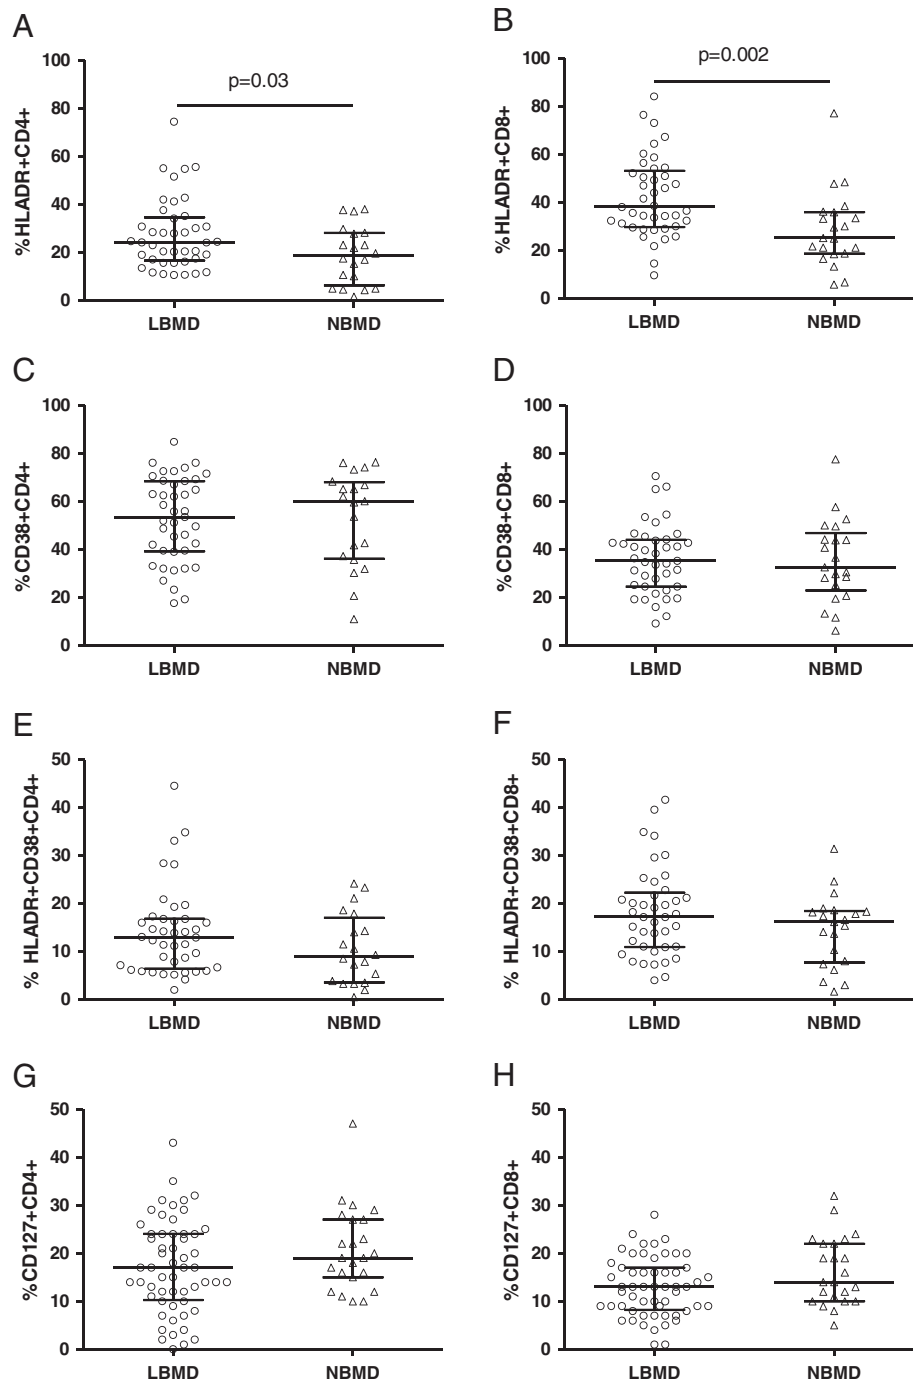 A
%HLADR+CD4+
100
80
60
40
20
0
p=0.03
LBMD NBMD
B
%HLADR+CD8+
100
80
60
40
20
0
p=0.002
LBMD NBMD
C
%CD38+CD4+
100
80
60
40
20
0
LBMD NBMD
D
%CD38+CD8+
100
80
60
40
20
0
LBMD NBMD
E
% HLADR+CD38+CD4+
50
40
30
20
10
0
LBMD NBMD
F
% HLADR+CD38+CD8+
50
40
30
20
10
0
LBMD NBMD
G
%CD127+CD4+
50
40
30
20
10
0
LBMD NBMD
H
%CD127+CD8+
50
40
30
20
10
0
LBMD NBMD